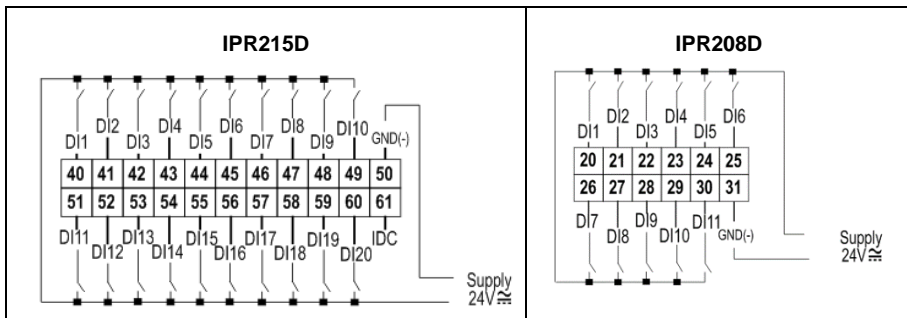 IPR215D
DI1 DI2 DI3 DI4 DI5 DI6 DI7 DI8 DI9 DI10 GND(-)
40 41 42 43 44 45 46 47 48 49 50
51 52 53 54 55 56 57 58 59 60 61
DI11 DI12 DI13 DI14 DI15 DI16 DI17 DI18 DI19 DI20 IDC
Supply
24V
IPR208D
DI1 DI2 DI3 DI4 DI5 DI6
20 21 22 23 24 25
26 27 28 29 30 31
DI7 DI8 DI9 DI10 DI11 GND(-)
Supply
24V